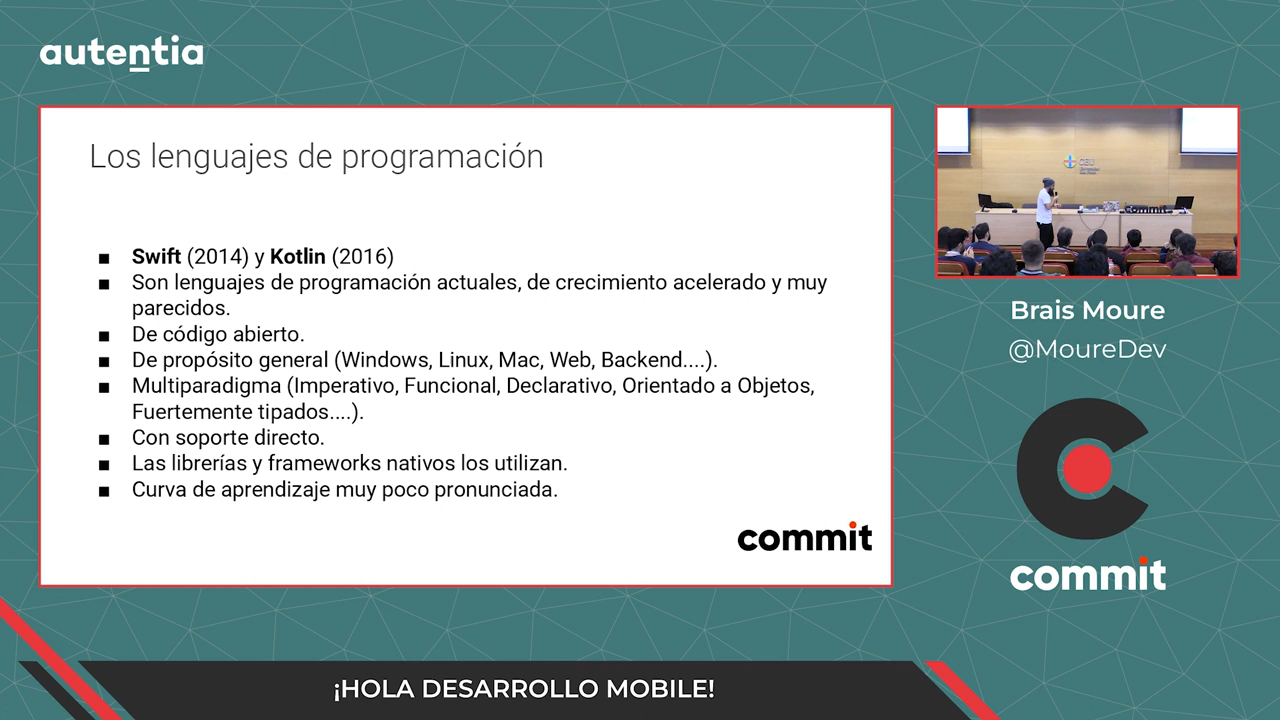 autentia
Los lenguajes de programación
■ Swift (2014) y Kotlin (2016)
■ Son lenguajes de programación actuales, de crecimiento acelerado y muy
parecidos.
■ De código abierto.
■ De propósito general (Windows, Linux, Mac, Web, Backend....).
■ Multiparadigma (Imperativo, Funcional, Declarativo, Orientado a Objetos,
Fuertemente tipados....).
■ Con soporte directo.
■ Las librerías y frameworks nativos los utilizan.
■ Curva de aprendizaje muy poco pronunciada.
commit
CEU
commit
Brais Moure
@MoureDev
commit
¡HOLA DESARROLLO MOBILE!